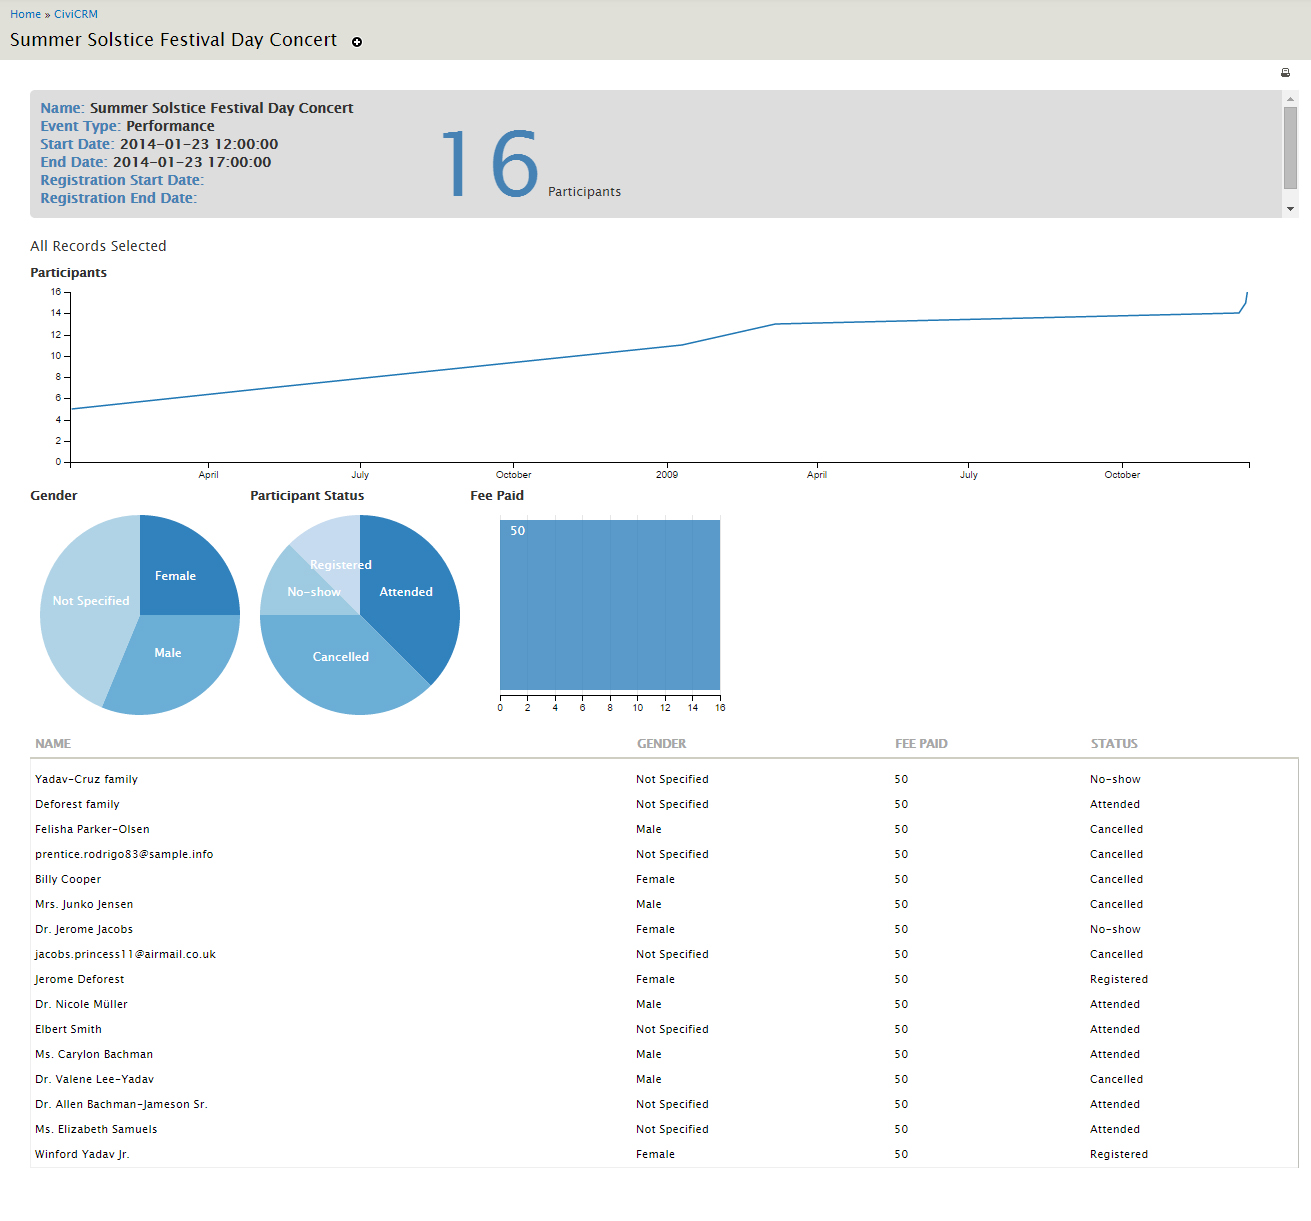 Home » CiviCRM
Summer Solstice Festival Day Concert
Name: Summer Solstice Festival Day Concert
Event Type: Performance
Start Date: 2014-01-23 12:00:00
End Date: 2014-01-23 17:00:00
Registration Start Date:
Registration End Date:
16 Participants
All Records Selected
Participants
16
14
12
10
8
6
4
2
0
April July October 2009 April July October
Gender Participant Status Fee Paid
Female
Not Specified
Male
Registered
No-show
Attended
Cancelled
50
0 2 4 6 8 10 12 14 16
NAME GENDER FEE PAID STATUS
Yadav-Cruz family Not Specified 50 No-show
Deforest family Not Specified 50 Attended
Felisha Parker-Olsen Male 50 Cancelled
prentice.rodrigo83@sample.info Not Specified 50 Cancelled
Billy Cooper Female 50 Cancelled
Mrs. Junko Jensen Male 50 Cancelled
Dr. Jerome Jacobs Female 50 No-show
jacobs.princess11@airmail.co.uk Not Specified 50 Cancelled
Jerome Deforest Female 50 Registered
Dr. Nicole Müller Male 50 Attended
Elbert Smith Not Specified 50 Attended
Ms. Carylon Bachman Male 50 Attended
Dr. Valene Lee-Yadav Male 50 Cancelled
Dr. Allen Bachman-Jameson Sr. Not Specified 50 Attended
Ms. Elizabeth Samuels Not Specified 50 Attended
Winford Yadav Jr. Female 50 Registered